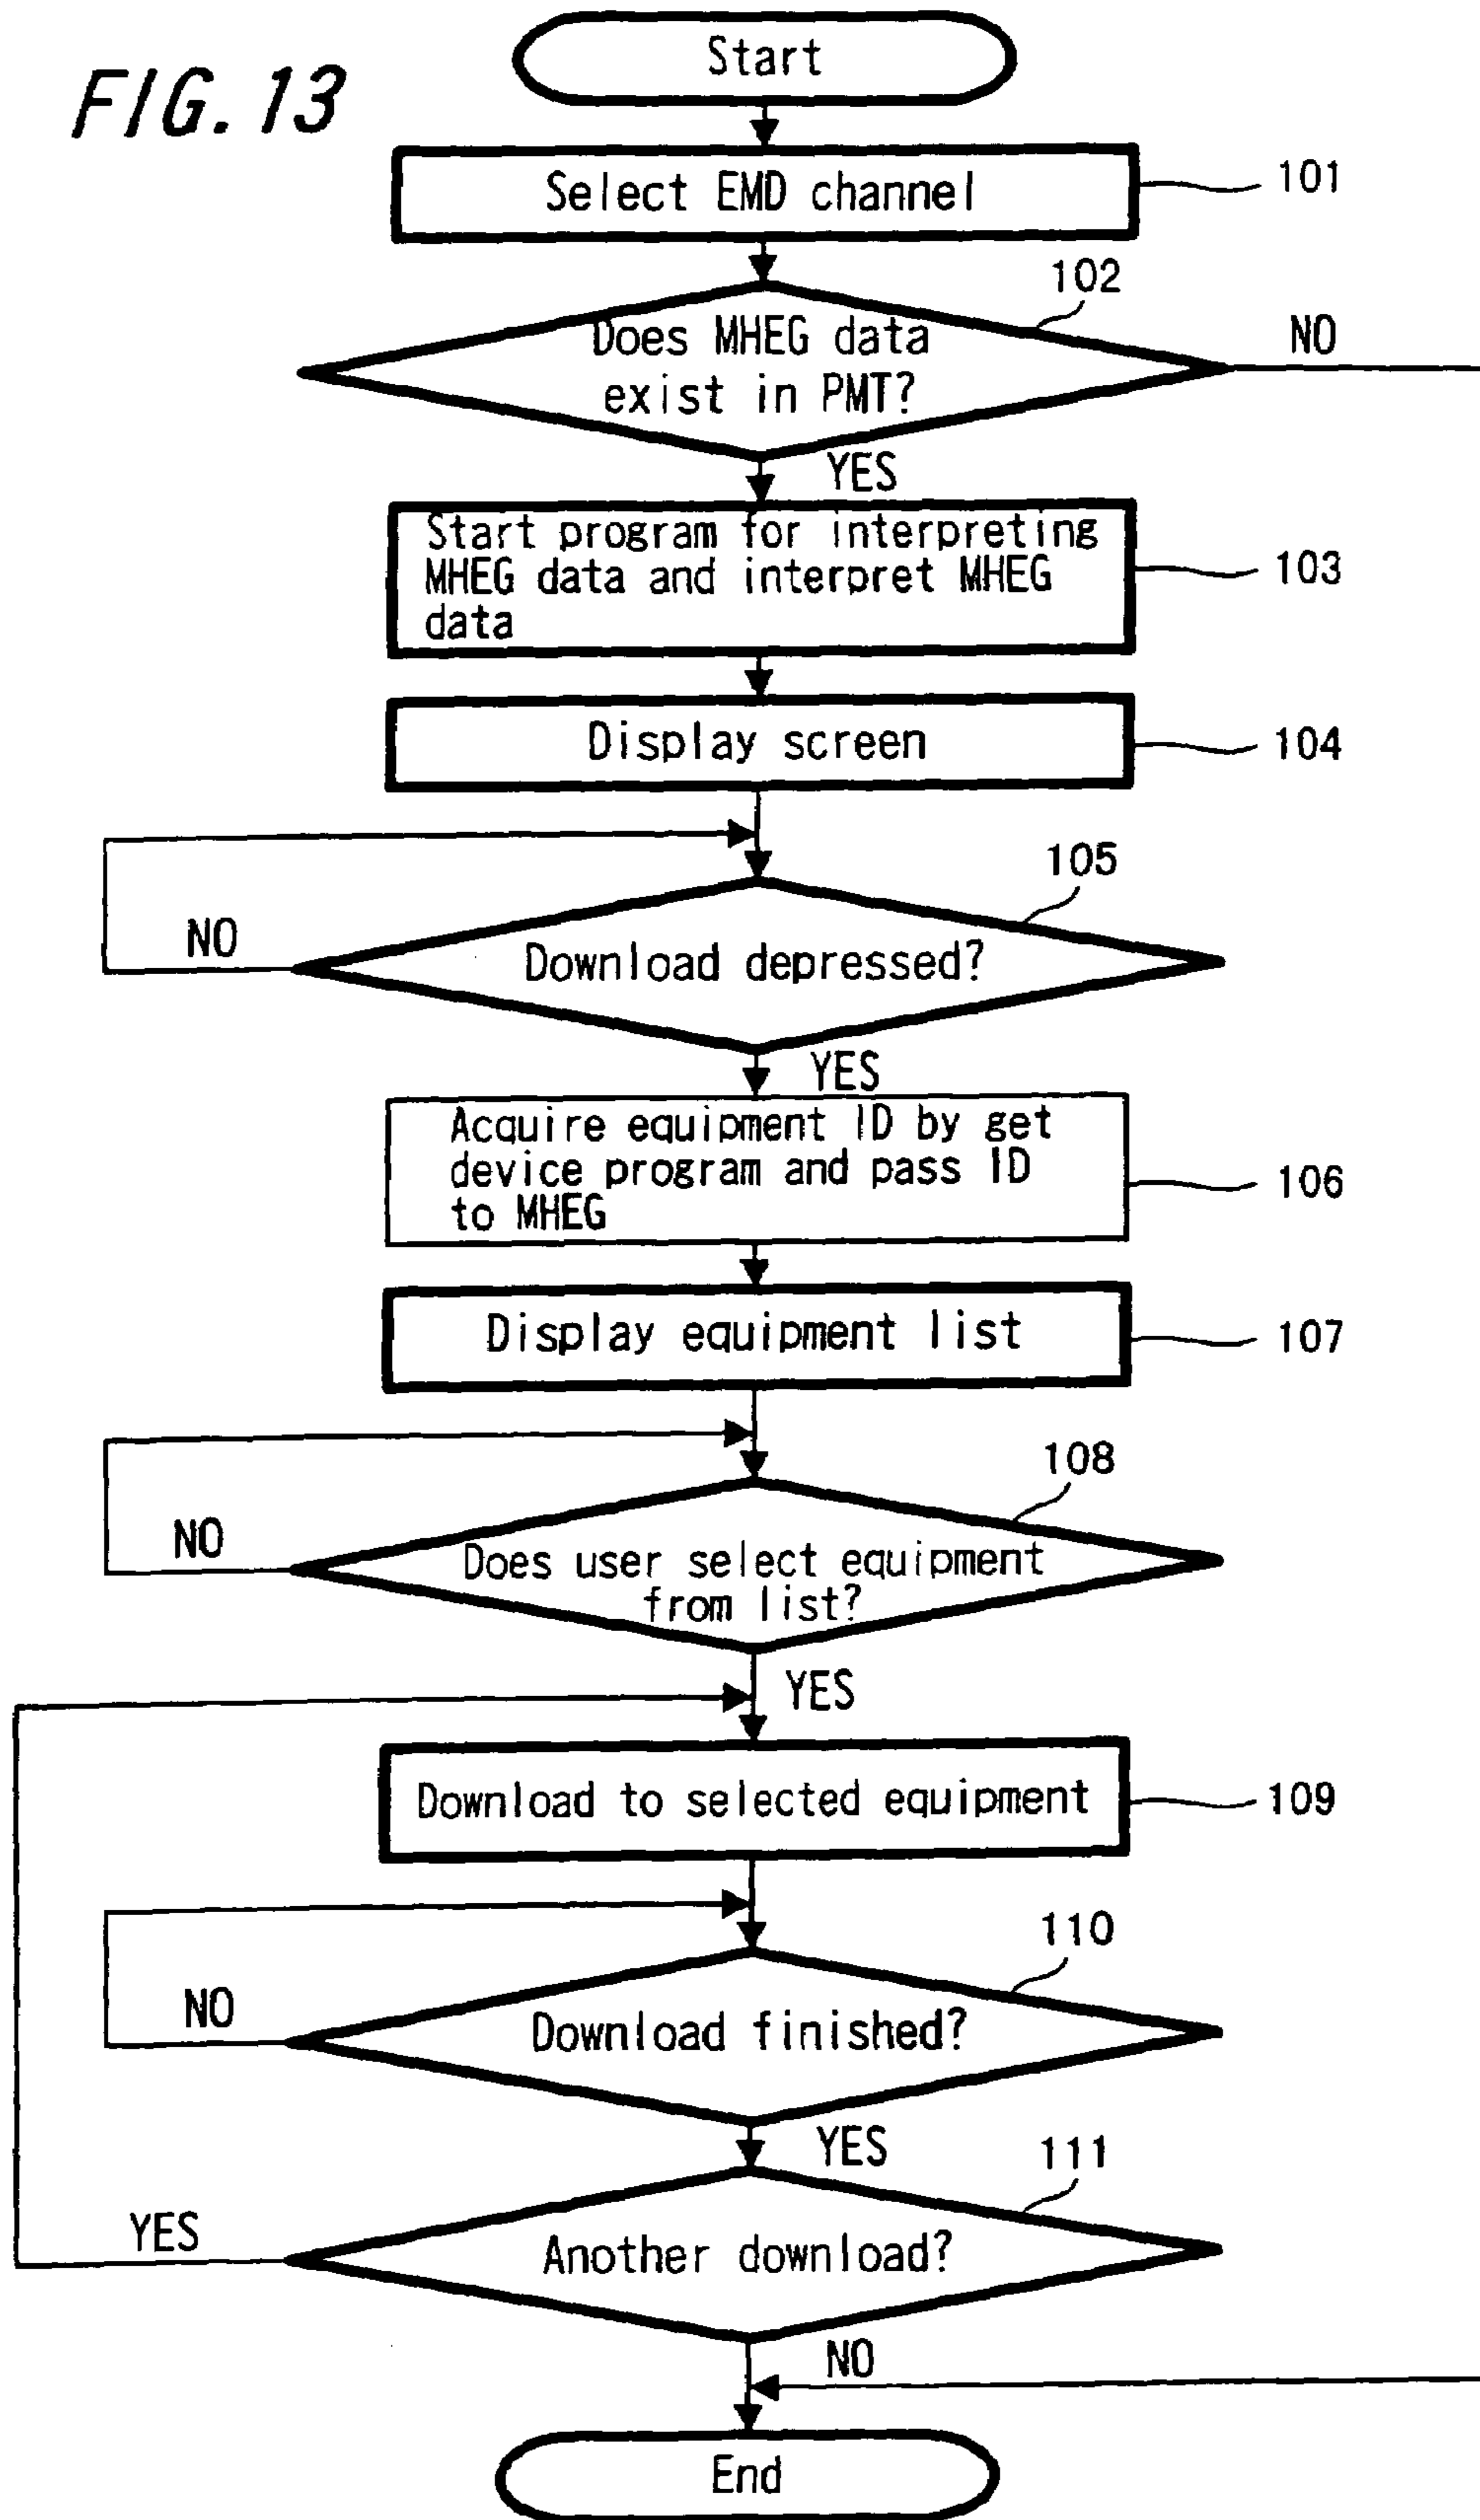 FIG. 13
Start
Select EMD channel
101
102
Does MHEG data
exist in PMT?
NO
YES
Start program for interpreting
MHEG data and interpret MHEG
data
103
Display screen
104
105
NO
Download depressed?
YES
Acquire equipment ID by get
device program and pass ID
to MHEG
106
Display equipment list
107
108
NO
Does user select equipment
from list?
YES
Download to selected equipment
109
110
NO
Download finished?
YES
111
YES
Another download?
NO
End